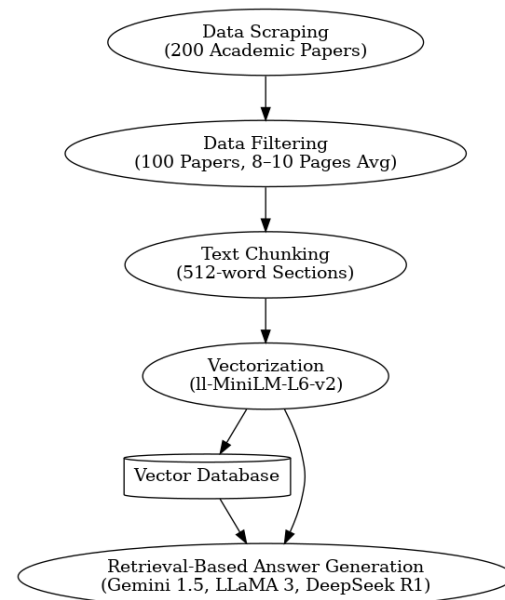 Data Scraping
(200 Academic Papers)
Data Filtering
(100 Papers, 8–10 Pages Avg)
Text Chunking
(512-word Sections)
Vectorization
(ll-MiniLM-L6-v2)
Vector Database
Retrieval-Based Answer Generation
(Gemini 1.5, LLaMA 3, DeepSeek R1)